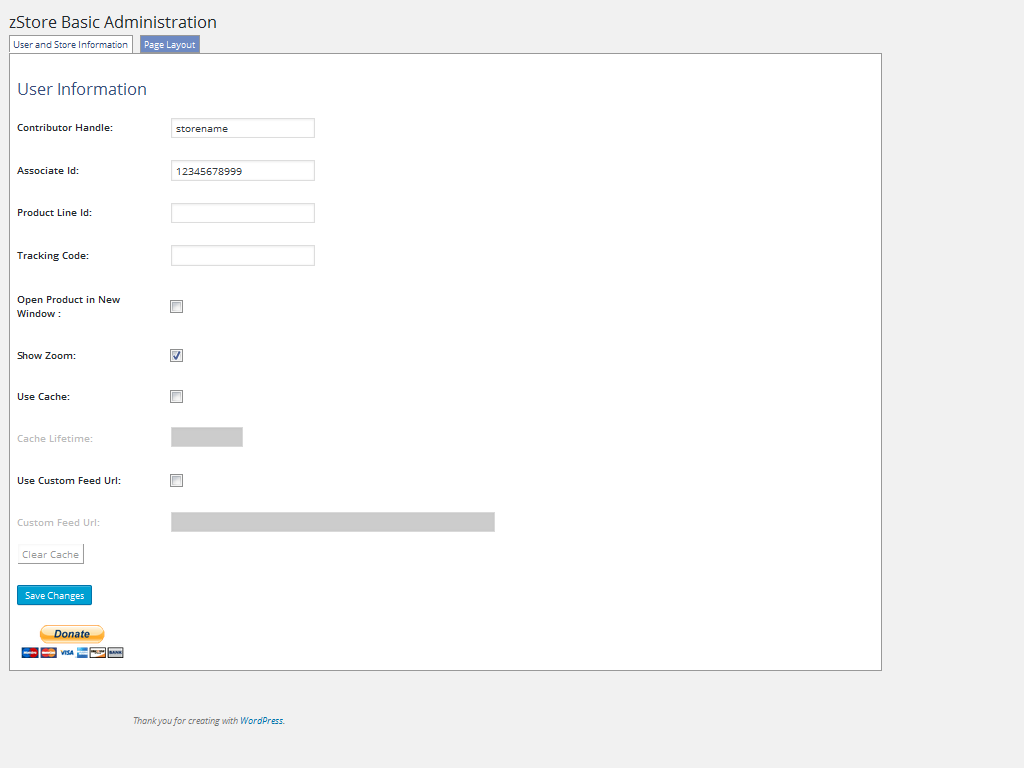 zStore Basic Administration
User and Store Information
Page Layout
User Information
Contributor Handle:
storename
Associate Id:
12345678999
Product Line Id:
Tracking Code:
Open Product in New
Window :
Show Zoom:
Use Cache:
Cache Lifetime:
Use Custom Feed Url:
Custom Feed Url:
Clear Cache
Save Changes
Donate
VISA
Thank you for creating with WordPress.